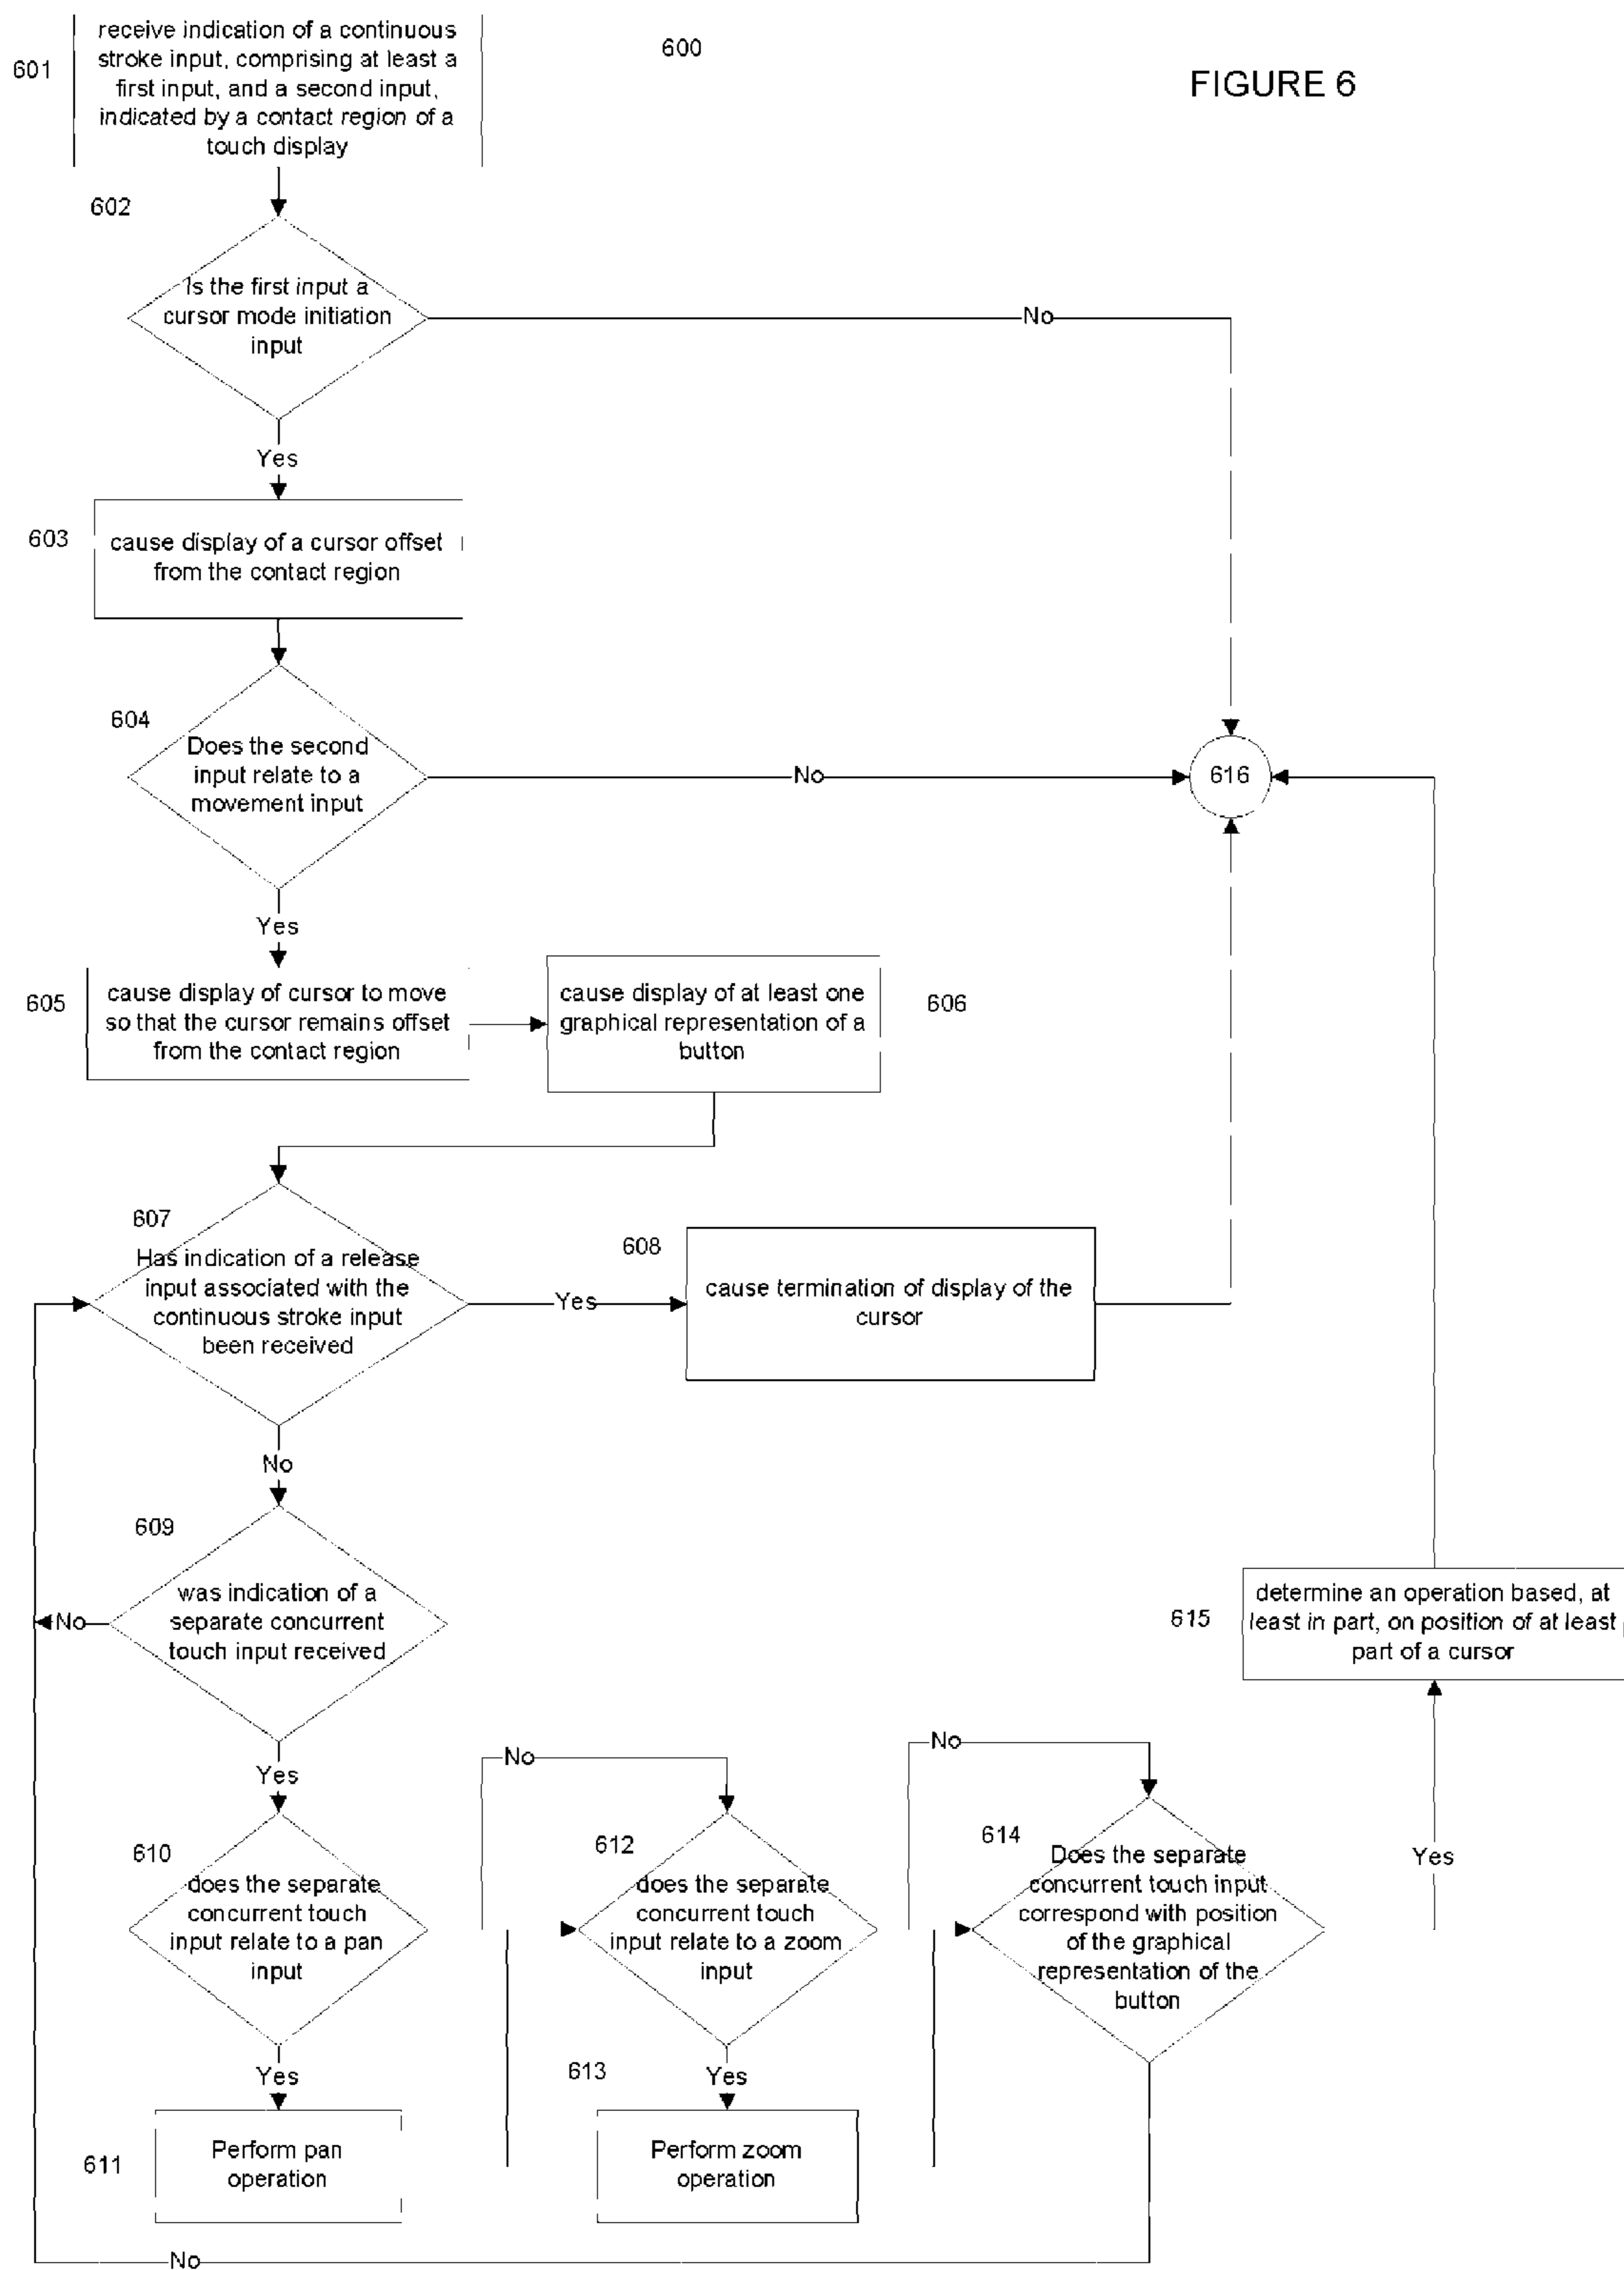 600
FIGURE 6
601
receive indication of a continuous
stroke input, comprising at least a
first input, and a second input,
indicated by a contact region of a
touch display
602
Is the first input a
cursor mode initiation
input
No
Yes
603
cause display of a cursor offset
from the contact region
604
Does the second
input relate to a
movement input
No
616
Yes
605
cause display of cursor to move
so that the cursor remains offset
from the contact region
cause display of at least one
graphical representation of a
button
606
607
Has indication of a release
input associated with the
continuous stroke input
been received
Yes
608
cause termination of display of the
cursor
No
609
was indication of a
separate concurrent
touch input received
No
615
determine an operation based, at
least in part, on position of at least
part of a cursor
Yes
610
does the separate
concurrent touch
input relate to a pan
input
No
612
does the separate
concurrent touch
input relate to a zoom
input
No
614
Does the separate
concurrent touch input
correspond with position
of the graphical
representation of the
button
Yes
Yes
611
Perform pan
operation
Yes
613
Perform zoom
operation
No